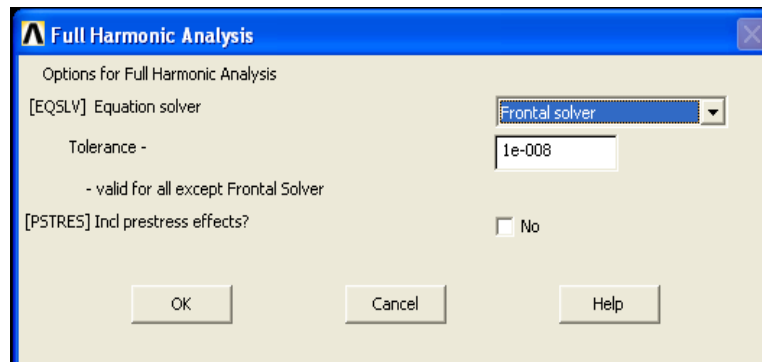 Full Harmonic Analysis
Options for Full Harmonic Analysis
[EQSLV] Equation solver Frontal solver
Tolerance - 1e-008
- valid for all except Frontal Solver
[PSTRES] Incl prestress effects? No
OK Cancel Help